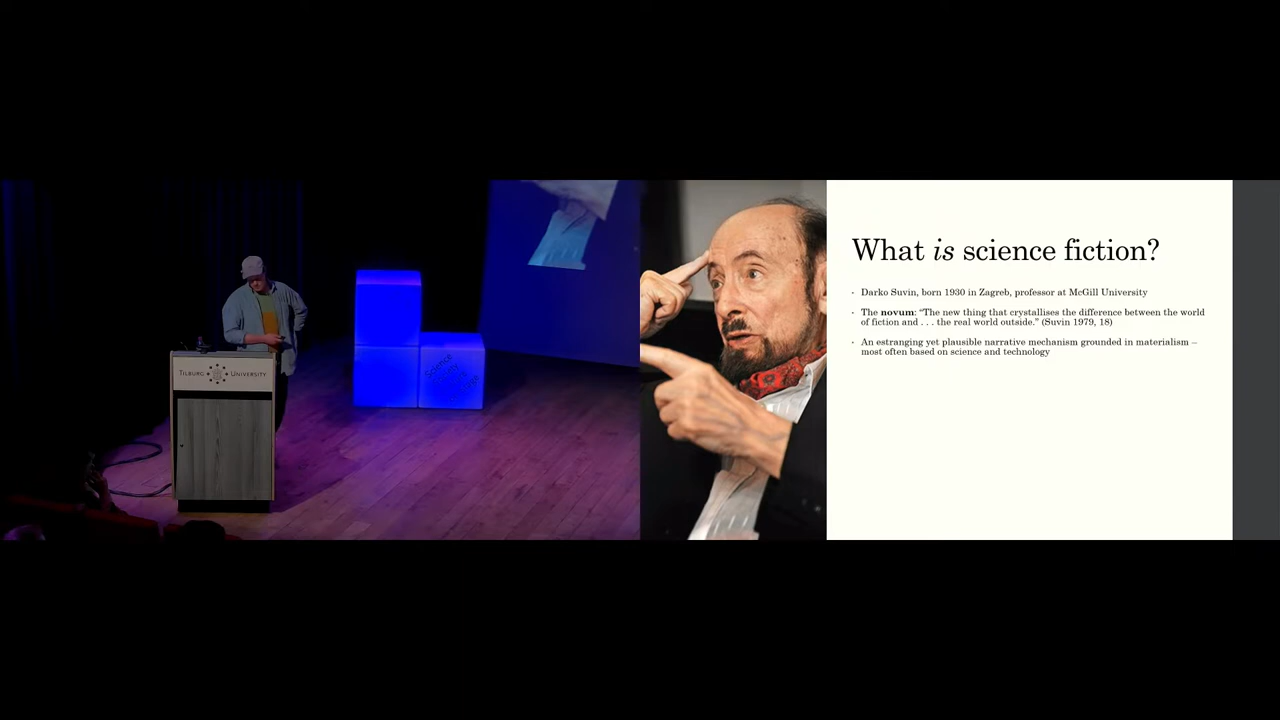 TILBURG UNIVERSITY
Science
What is science fiction?
· Darko Suvin, born 1930 in Zagreb, professor at McGill University
· The novum: “The new thing that crystallises the difference between the world
of fiction and . . . the real world outside.” (Suvin 1979, 18)
· An estranging yet plausible narrative mechanism grounded in materialism –
most often based on science and technology